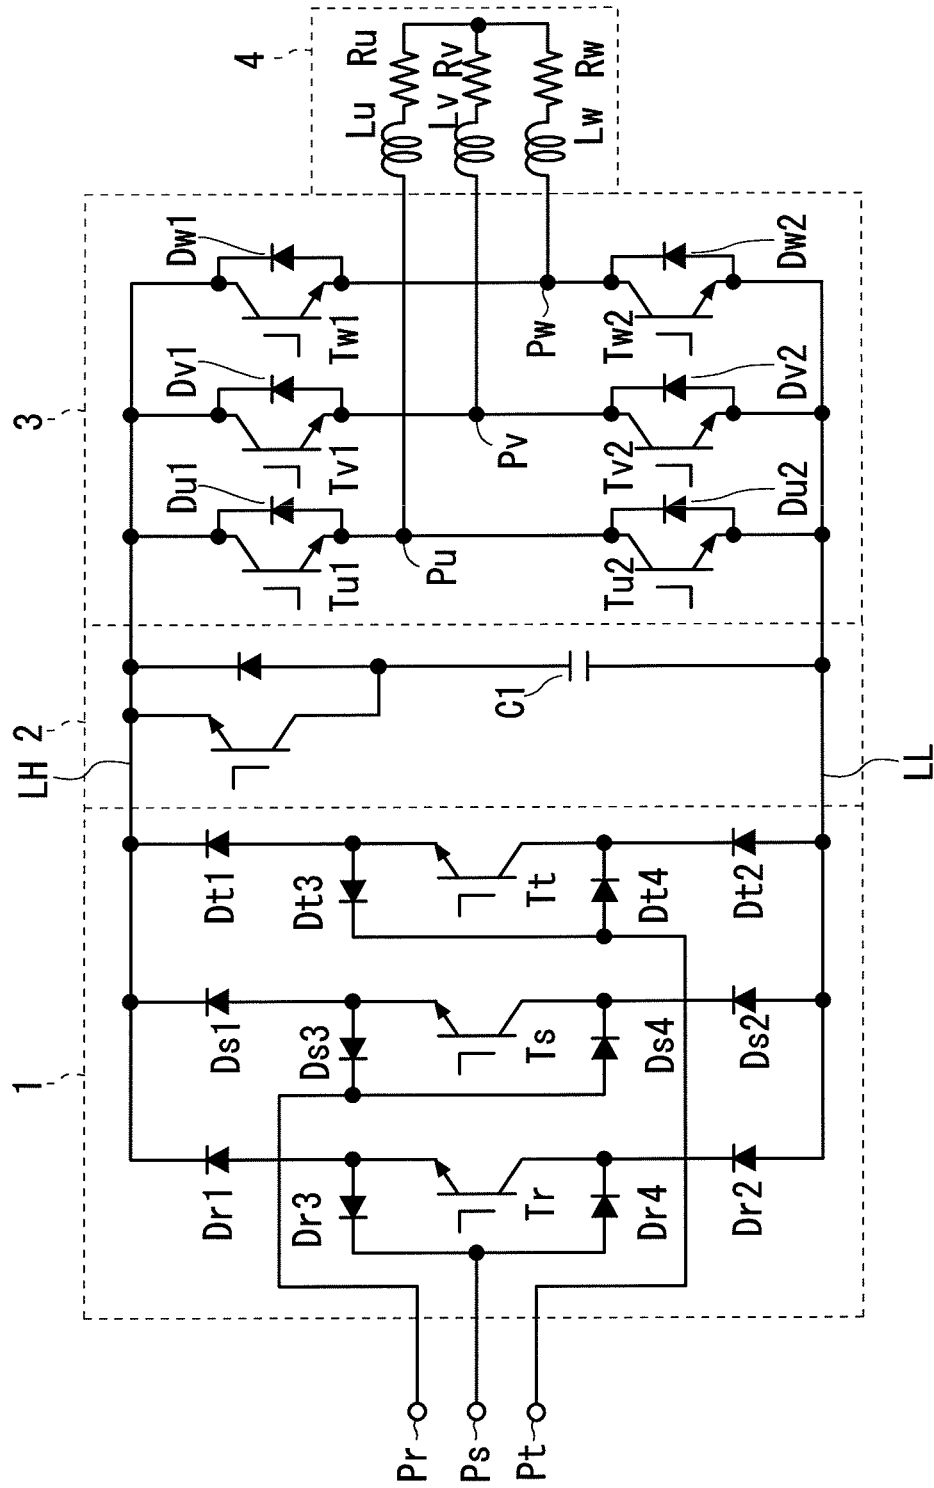 1
2
3
4
LH
LL
Pr
Ps
Pt
Dr1
Dr3
Tr
Dr4
Dr2
Ds1
Ds3
Ts
Ds4
Ds2
Dt1
Dt3
Tt
Dt4
Dt2
C1
Du1
Tu1
Pu
Tu2
Du2
Dv1
Tv1
Pv
Tv2
Dv2
Dw1
Tw1
Pw
Tw2
Dw2
Lu
Ru
Lv
Rv
Lw
Rw